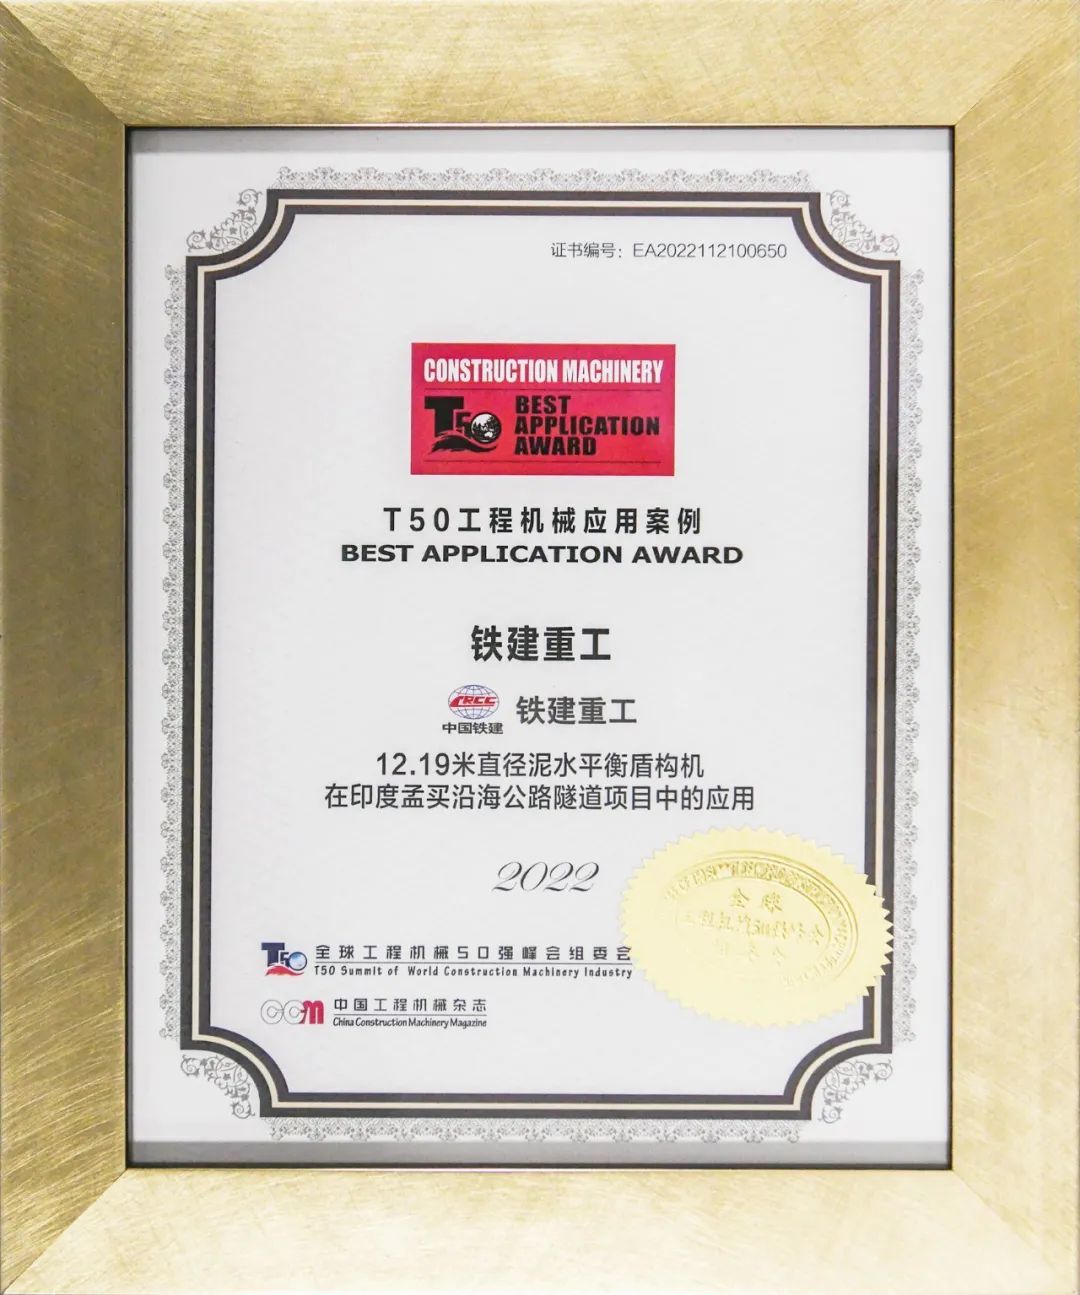 证书编号：EA2022112100650
CONSTRUCTION MACHINERY
T50
BEST
APPLICATION
AWARD
T50工程机械应用案例
BEST APPLICATION AWARD
铁建重工
CRCC
中国铁建
铁建重工
12.19米直径泥水平衡盾构机
在印度孟买沿海公路隧道项目中的应用
2022
T50
全球工程机械50强峰会组委会
T50 Summit of World Construction Machinery Industry
CCM
中国工程机械杂志
China Construction Machinery Magazine
全球